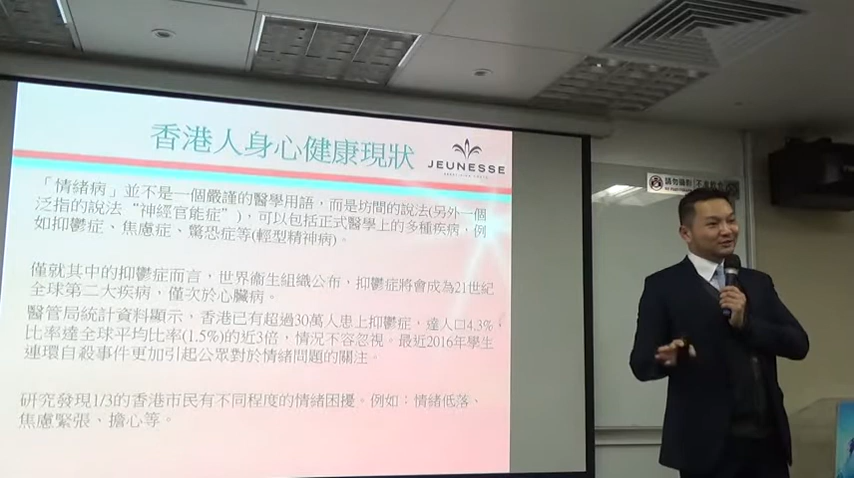 香港人身心健康現狀
JEUNESSE
「情緒病」並不是一個嚴謹的醫學用語，而是坊間的說法(另外一個
泛指的說法“神經官能症”)，可以包括正式醫學上的多種疾病，例
如抑鬱症、焦慮症、驚恐症等(輕型精神病)。
僅就其中的抑鬱症而言，世界衞生組織公布，抑鬱症將會成為21世紀
全球第二大疾病，僅次於心臟病。
醫管局統計資料顯示，香港已有超過30萬人患上抑鬱症，達人口4.3%，
比率達全球平均比率(1.5%)的近3倍，情況不容忽視。最近2016年學生
連環自殺事件更加引起公眾對於情緒問題的關注。
研究發現1/3的香港市民有不同程度的情緒困擾。例如：情緒低落、
焦慮緊張、擔心等。
請勿攝影